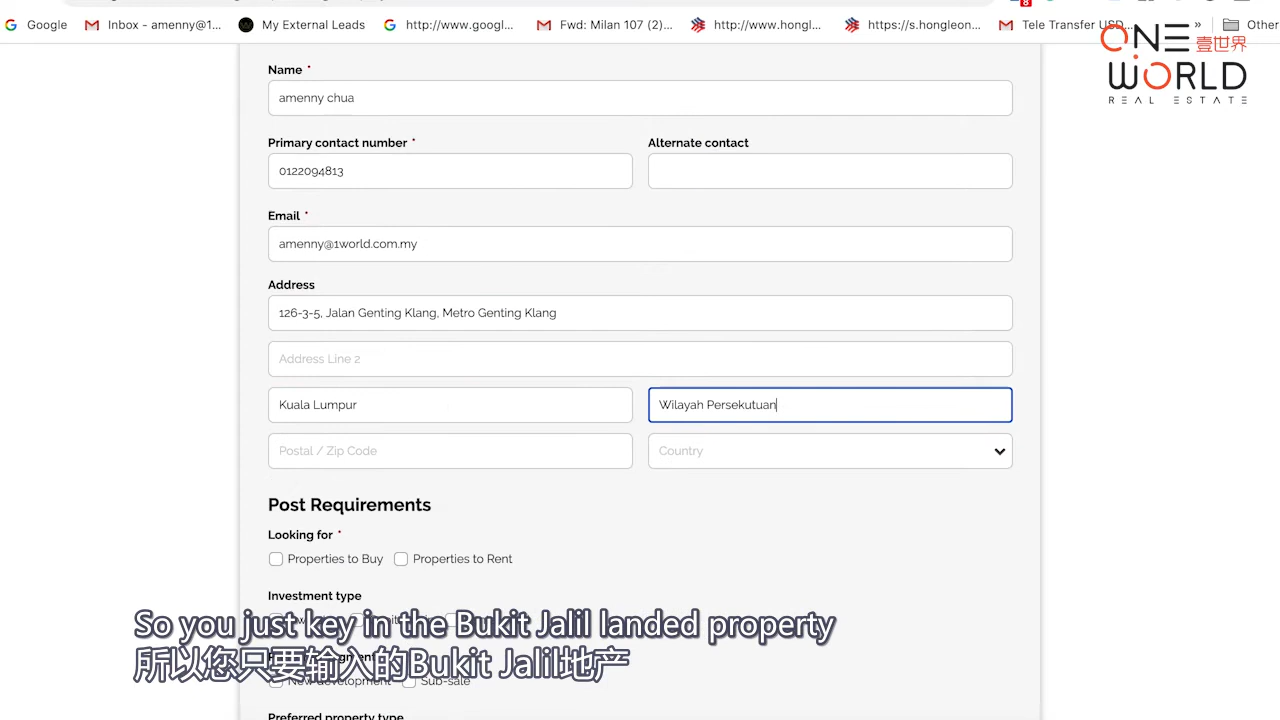 Google Inbox - amenny@1... My External Leads http://www.googl... Fwd: Milan 107 (2)... http://www.hongl... https://s.hongleon... Tele Transfer USD... » Other
8
ONE 壹世界
WORLD
REAL ESTATE
Name *
amenny chua
Primary contact number * Alternate contact
0122094813
Email *
amenny@1world.com.my
Address
126-3-5, Jalan Genting Klang, Metro Genting Klang
Address Line 2
Kuala Lumpur Wilayah Persekutuan
Postal / Zip Code Country
Post Requirements
Looking for *
Properties to Buy Properties to Rent
Investment type
So you just key in the Bukit Jalil landed property
所以您只要输入的Bukit Jalil地产
New development Sub-sale
Preferred property type